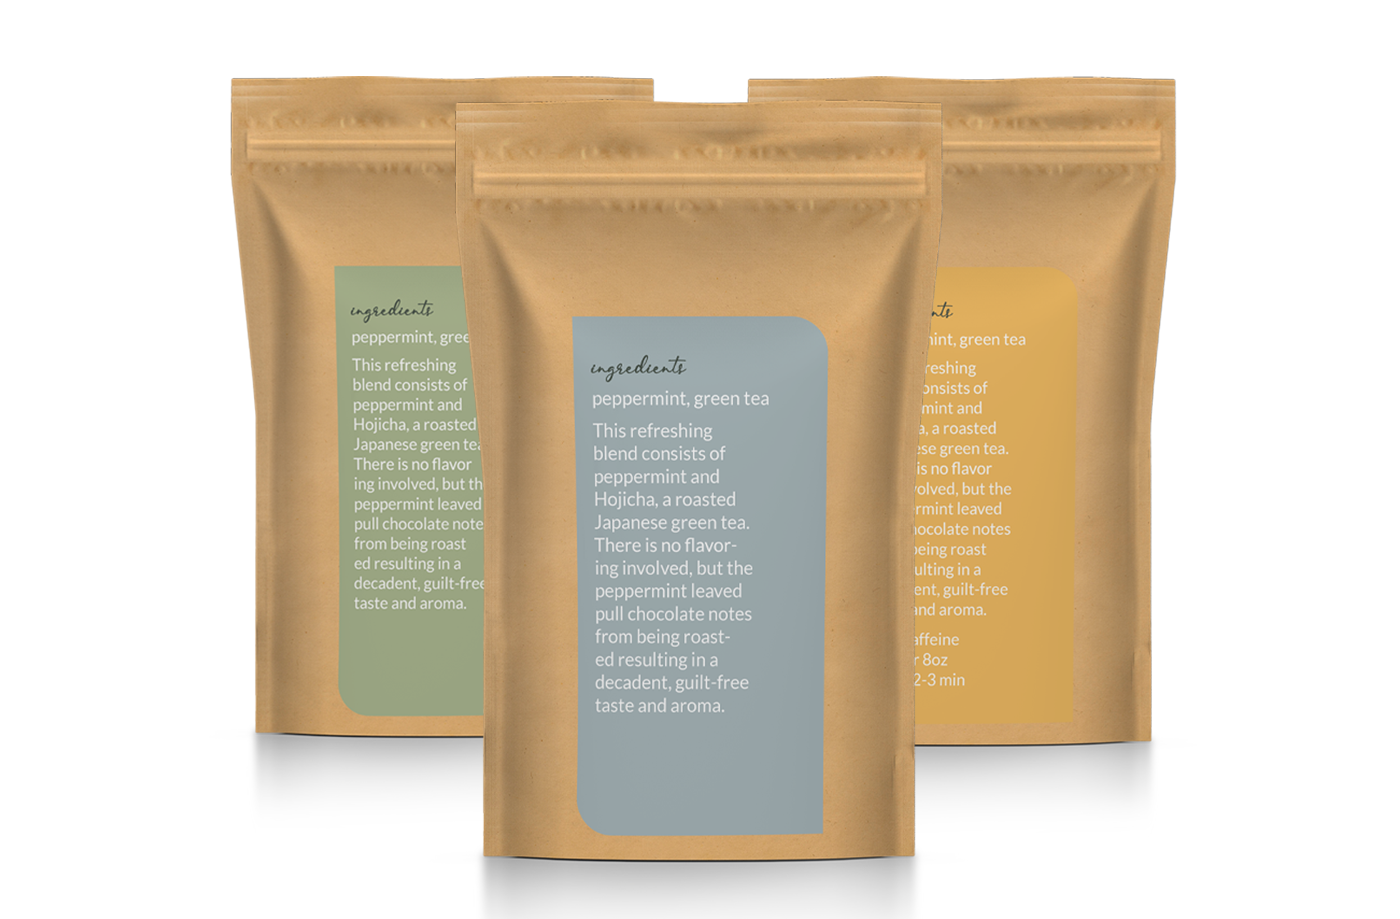 ingredients
peppermint, gree
This refreshing
blend consists of
peppermint and
Hojicha, a roasted
Japanese green tea
There is no flavor
ing involved, but th
peppermint leaved
pull chocolate note
from being roast
ed resulting in a
decadent, guilt-free
taste and aroma.
ingredients
peppermint, green tea
This refreshing
blend consists of
peppermint and
Hojicha, a roasted
Japanese green tea.
There is no flavor-
ing involved, but the
peppermint leaved
pull chocolate notes
from being roast-
ed resulting in a
decadent, guilt-free
taste and aroma.
nts
int, green tea
reshing
onsists of
mint and
a, a roasted
ese green tea.
is no flavor
volved, but the
rmint leaved
ocolate notes
being roast
ulting in a
ent, guilt-free
and aroma.
affeine
r 8oz
2-3 min